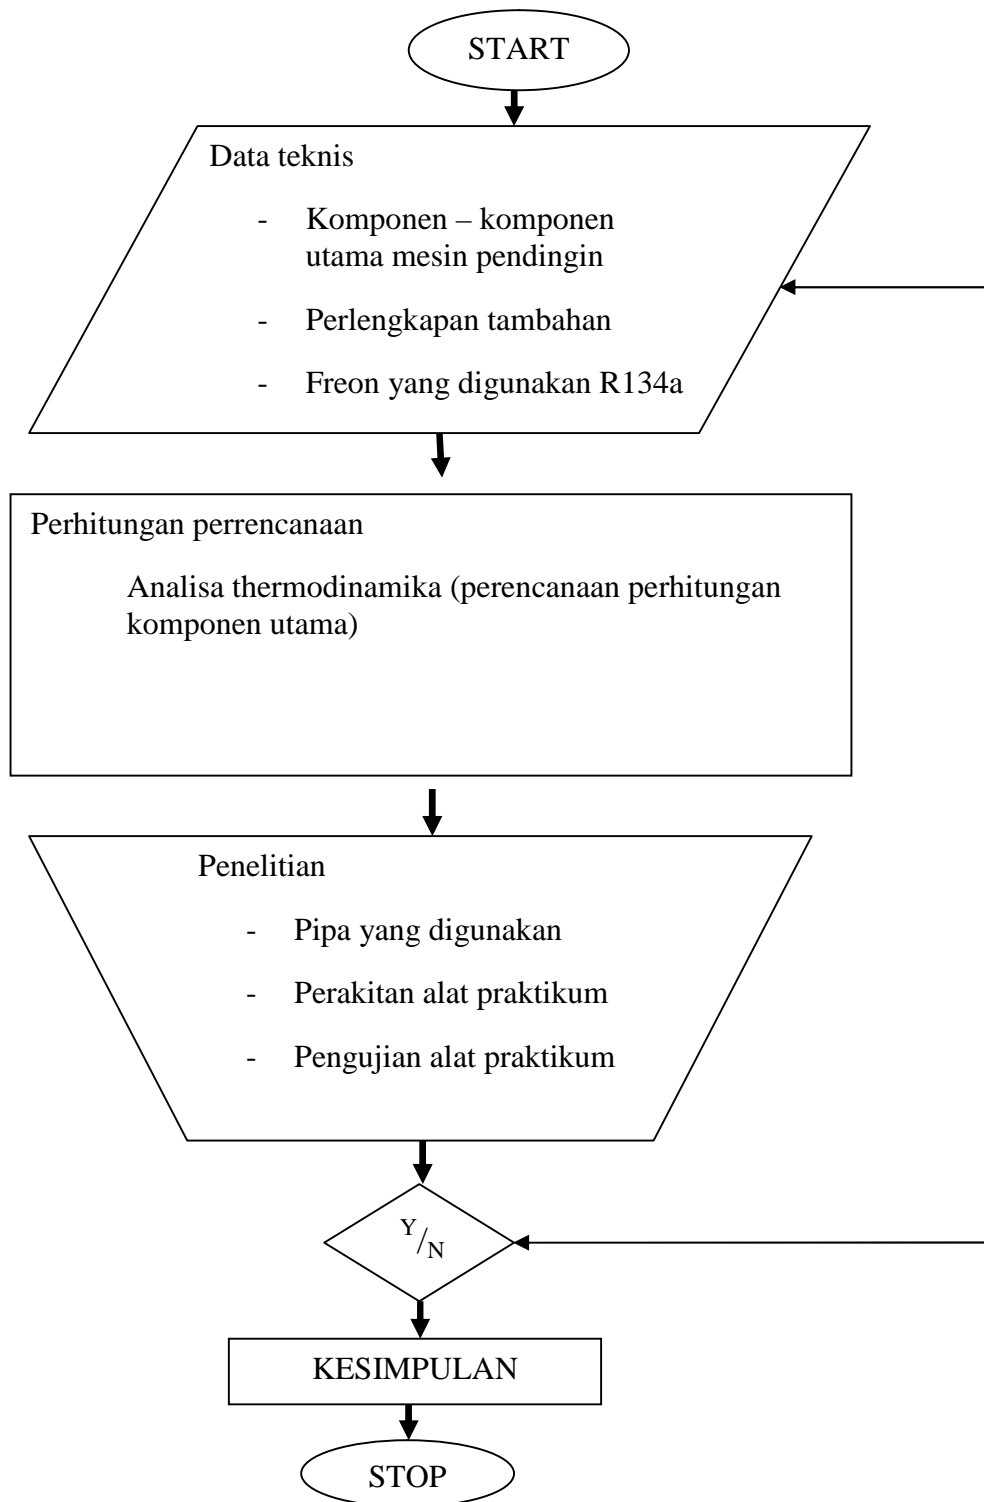 START
Data teknis
- Komponen – komponen
utama mesin pendingin
- Perlengkapan tambahan
- Freon yang digunakan R134a
Perhitungan perrencanaan
Analisa thermodinamika (perencanaan perhitungan
komponen utama)
Penelitian
- Pipa yang digunakan
- Perakitan alat praktikum
- Pengujian alat praktikum
Y/N
KESIMPULAN
STOP